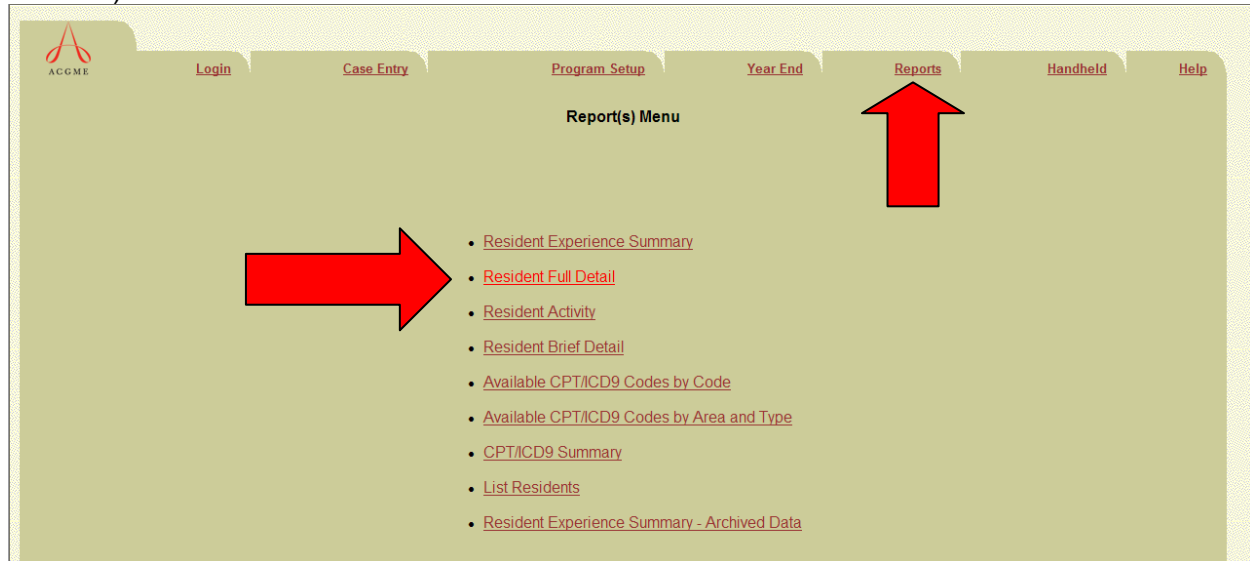 ACGME
Login Case Entry Program Setup Year End Reports Handheld Help
Report(s) Menu
• Resident Experience Summary
• Resident Full Detail
• Resident Activity
• Resident Brief Detail
• Available CPT/ICD9 Codes by Code
• Available CPT/ICD9 Codes by Area and Type
• CPT/ICD9 Summary
• List Residents
• Resident Experience Summary - Archived Data